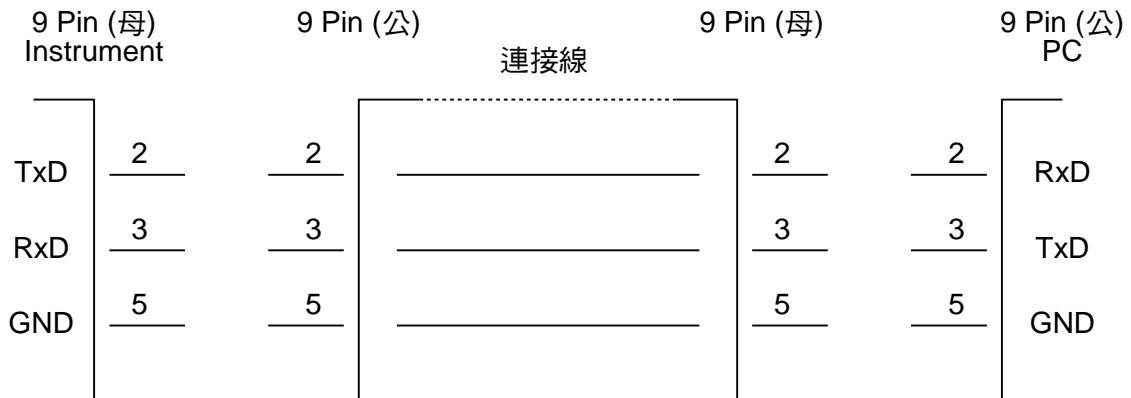 9 Pin (母) 9 Pin (公) 9 Pin (母) 9 Pin (公)
Instrument 連接線 PC
TxD 2 2 2 2 RxD
RxD 3 3 3 3 TxD
GND 5 5 5 5 GND